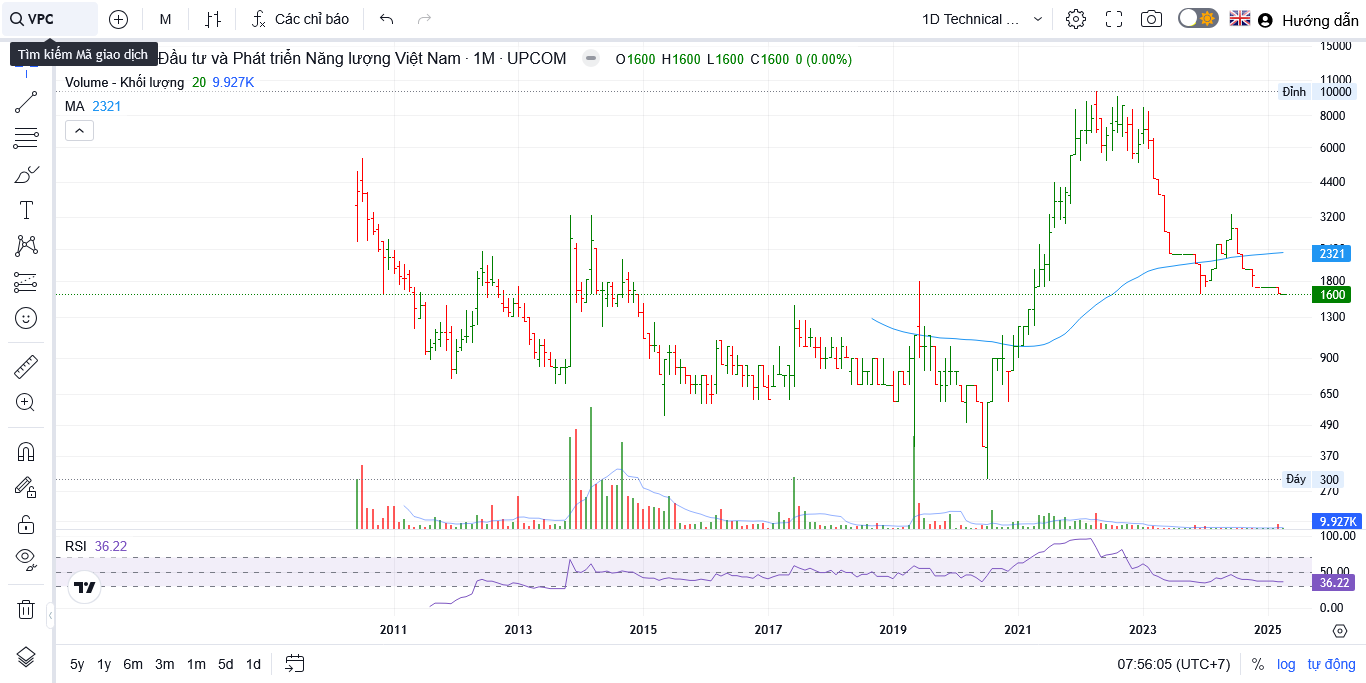 VPC
M
Các chỉ báo
1D Technical ...
Hướng dẫn
Tìm kiếm Mã giao dịch
Đầu tư và Phát triển Năng lượng Việt Nam · 1M · UPCOM
O1600 H1600 L1600 C1600 0 (0.00%)
Volume - Khối lượng 20 9.927K
MA 2321
15000
11000
Đỉnh 10000
8000
6000
4400
3200
2321
1800
1600
1300
900
650
490
370
Đáy 300
270
9.927K
RSI 36.22
100.00
50.00
36.22
0.00
2011 2013 2015 2017 2019 2021 2023 2025
5y 1y 6m 3m 1m 5d 1d
07:56:05 (UTC+7) % log tự động